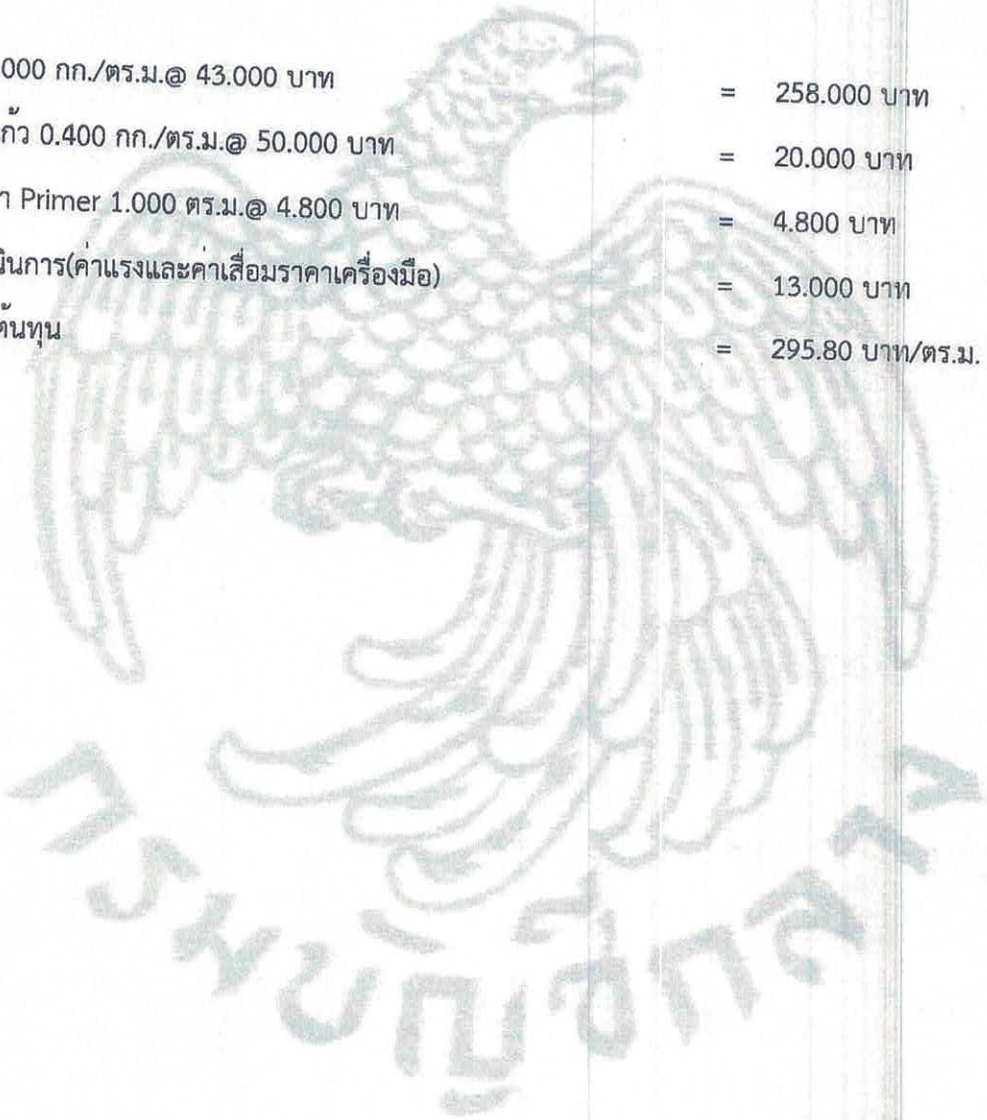 000 กก./ตร.ม.@ 43.000 บาท = 258.000 บาท
ก้ว 0.400 กก./ตร.ม.@ 50.000 บาท = 20.000 บาท
า Primer 1.000 ตร.ม.@ 4.800 บาท = 4.800 บาท
นินการ(ค่าแรงและค่าเสื่อมราคาเครื่องมือ) = 13.000 บาท
ต้นทุน = 295.80 บาท/ตร.ม.
กรมบัญชีกลาง